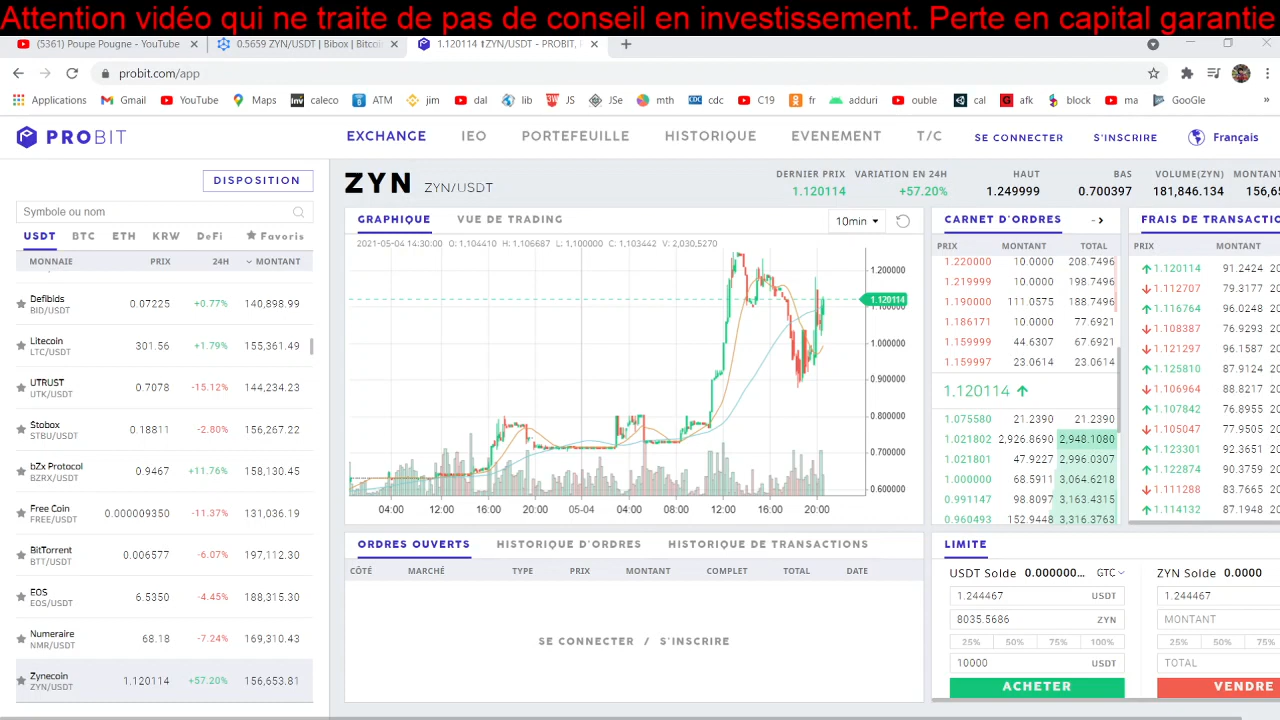 Attention vidéo qui ne traite de pas de conseil en investissement. Perte en capital garantie
(5361) Poupe Pougne - YouTube
0.5659 ZYN/USDT | Bibox | Bitcoi
1.120114 ZYN/USDT - PROBIT,
probit.com/app
Applications Gmail YouTube Maps caleco ATM jim dal lib JS JSe mth cdc C19 fr adduri ouble cal afk block ma GooGle »
PROBIT
EXCHANGE IEO PORTEFEUILLE HISTORIQUE EVENEMENT T/C SE CONNECTER S'INSCRIRE Français
DISPOSITION
Symbole ou nom
USDT BTC ETH KRW DeFi Favoris
MONNAIE PRIX 24H MONTANT
DefiBids BID/USDT 0.07225 +0.77% 140,898.99
Litecoin LTC/USDT 301.56 +1.79% 155,361.49
UTRUST UTK/USDT 0.7078 -15.12% 144,234.23
Stobox STBU/USDT 0.18811 -2.80% 156,267.22
bZx Protocol BZRX/USDT 0.9467 +11.76% 158,130.45
Free Coin FREE/USDT 0.000009350 -11.37% 131,036.19
BitTorrent BTT/USDT 0.006577 -6.07% 197,112.30
EOS EOS/USDT 6.5350 -4.45% 188,315.30
Numeraire NMR/USDT 68.18 -7.24% 169,310.43
Zynecoin ZYN/USDT 1.120114 +57.20% 156,653.81
ZYN ZYN/USDT
DERNIER PRIX VARIATION EN 24H HAUT BAS VOLUME(ZYN) MONTAN
1.120114 +57.20% 1.249999 0.700397 181,846.134 156,65
GRAPHIQUE VUE DE TRADING 10min
2021-05-04 14:30:00 O: 1,104410 H: 1,106687 L: 1,100000 C: 1,103442 V: 2,030,5270
1.200000
1.120114
1.100000
1.000000
0.900000
0.800000
0.700000
0.600000
04:00 12:00 16:00 20:00 05-04 04:00 08:00 12:00 16:00 20:00
CARNET D'ORDRES
PRIX MONTANT TOTAL
1.220000 10.0000 208.7496
1.219999 10.0000 198.7496
1.190000 111.0575 188.7496
1.186171 10.0000 77.6921
1.159999 44.6307 67.6921
1.159997 23.0614 23.0614
1.120114
1.075580 21.2390 21.2390
1.021802 2,926.8690 2,948.1080
1.021801 47.9227 2,996.0307
1.000000 68.5911 3,064.6218
0.991147 98.8097 3,163.4315
0.960493 152.9448 3,316.3763
FRAIS DE TRANSACTIO
PRIX MONTANT
1.120114 91.2424 20
1.112707 79.3177 20
1.116764 96.0248 20
1.108387 76.9293 20
1.121297 96.1587 20
1.125810 87.9124 20
1.106964 88.8217 20
1.107842 76.8955 20
1.105047 77.9505 20
1.123301 92.3651 20
1.122874 90.3759 20
1.111288 83.7665 20
1.114132 87.1948 20
ORDRES OUVERTS HISTORIQUE D'ORDRES HISTORIQUE DE TRANSACTIONS
CÔTÉ MARCHÉ TYPE PRIX MONTANT COMPLET TOTAL DATE
SE CONNECTER / S'INSCRIRE
LIMITE
USDT Solde 0.000000... GTC ZYN Solde 0.0000
1.244467 USDT 1.244467
8035.5686 ZYN MONTANT
25% 50% 75% 100% 25% 50% 75%
10000 USDT TOTAL
ACHETER VENDRE